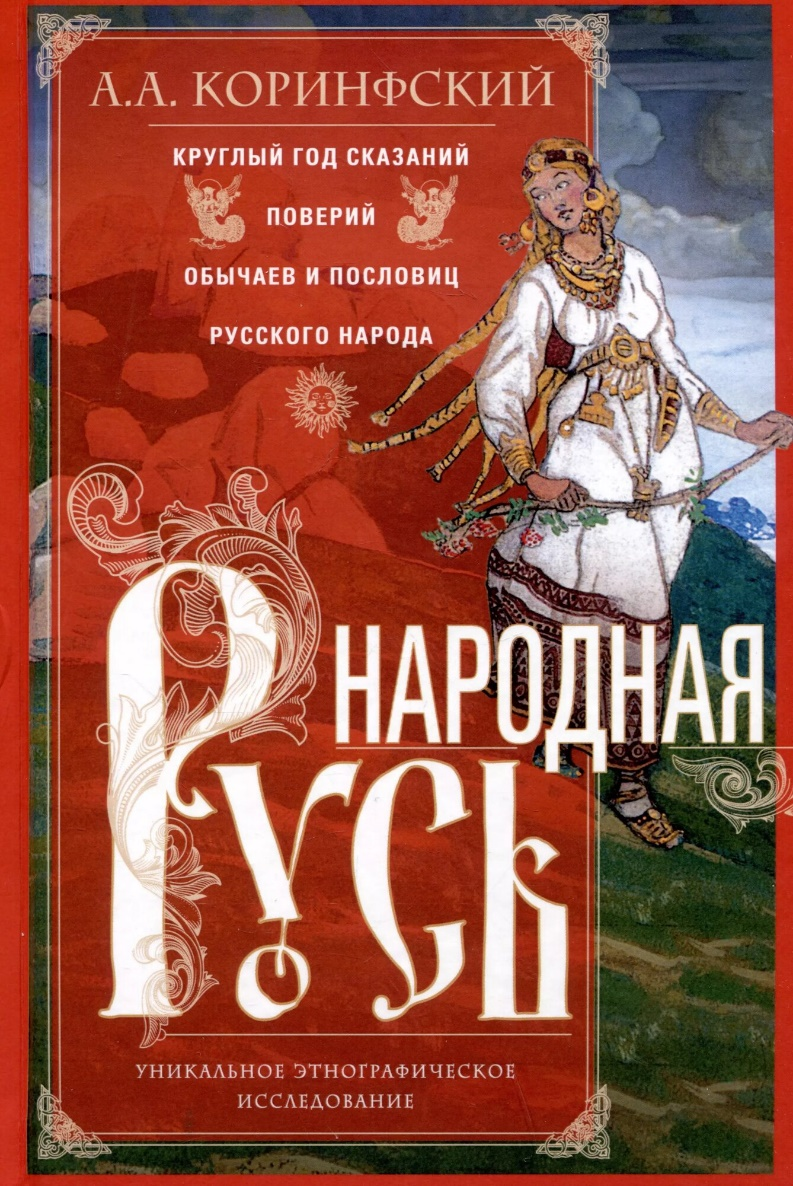 А.А. КОРИНФСКИЙ
КРУГЛЫЙ ГОД СКАЗАНИЙ
ПОВЕРИЙ
ОБЫЧАЕВ И ПОСЛОВИЦ
РУССКОГО НАРОДА
НАРОДНАЯ
РУСЬ
УНИКАЛЬНОЕ ЭТНОГРАФИЧЕСКОЕ
ИССЛЕДОВАНИЕ